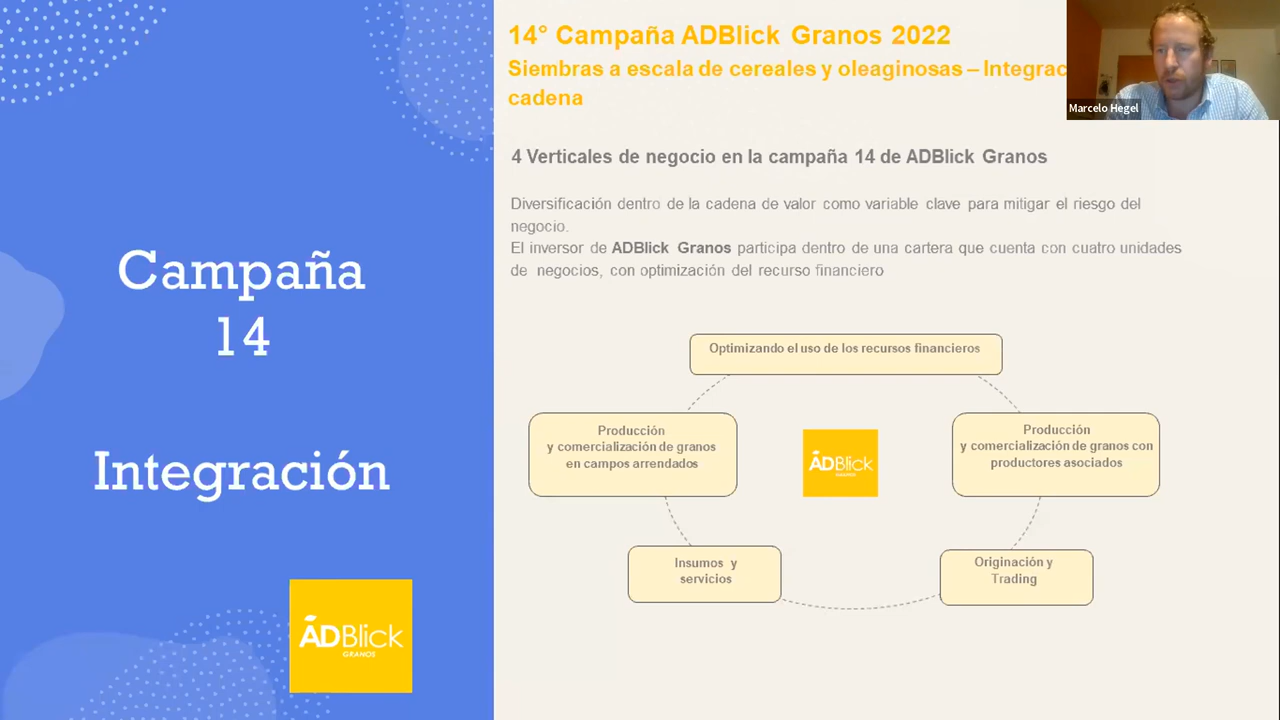 14° Campaña ADBlick Granos 2022
Siembras a escala de cereales y oleaginosas – Integrac
cadena
Marcelo Hegel
4 Verticales de negocio en la campaña 14 de ADBlick Granos
Diversificación dentro de la cadena de valor como variable clave para mitigar el riesgo del
negocio.
El inversor de ADBlick Granos participa dentro de una cartera que cuenta con cuatro unidades
de negocios, con optimización del recurso financiero
Campaña
14
Integración
ADBlick
GRANOS
Optimizando el uso de los recursos financieros
Producción
y comercialización de granos
en campos arrendados
ADBlick
Producción
y comercialización de granos con
productores asociados
Insumos y
servicios
Originación y
Trading